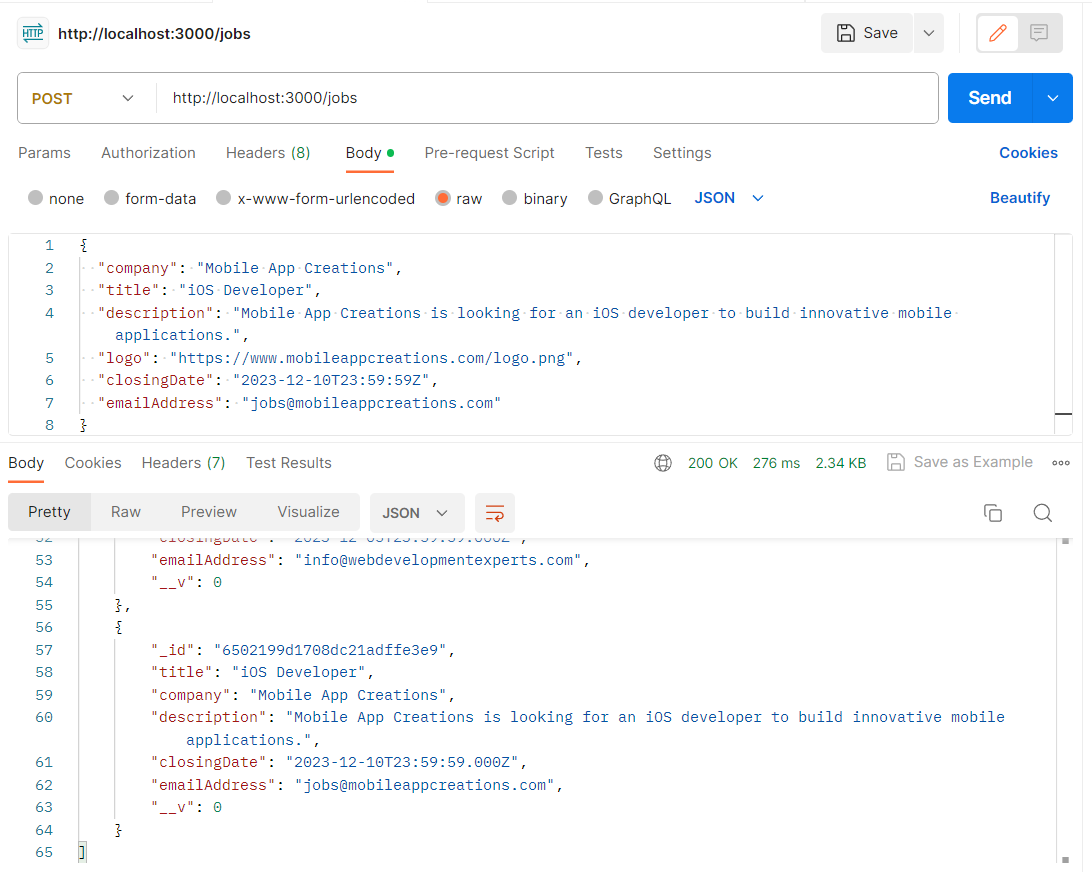 HTTP http://localhost:3000/jobs Save
POST http://localhost:3000/jobs Send
Params Authorization Headers (8) Body Pre-request Script Tests Settings Cookies
none form-data x-www-form-urlencoded raw binary GraphQL JSON Beautify
1 {
2 "company": "Mobile App Creations",
3 "title": "iOS Developer",
4 "description": "Mobile App Creations is looking for an iOS developer to build innovative mobile
applications.",
5 "logo": "https://www.mobileappcreations.com/logo.png",
6 "closingDate": "2023-12-10T23:59:59Z",
7 "emailAddress": "jobs@mobileappcreations.com"
8 }
Body Cookies Headers (7) Test Results 200 OK 276 ms 2.34 KB Save as Example
Pretty Raw Preview Visualize JSON
52 "closingDate": "2023-12-05T23:59:59.000Z",
53 "emailAddress": "info@webdevelopmentexperts.com",
54 "__v": 0
55 },
56 {
57 "_id": "6502199d1708dc21adffe3e9",
58 "title": "iOS Developer",
59 "company": "Mobile App Creations",
60 "description": "Mobile App Creations is looking for an iOS developer to build innovative mobile
applications.",
61 "closingDate": "2023-12-10T23:59:59.000Z",
62 "emailAddress": "jobs@mobileappcreations.com",
63 "__v": 0
64 }
65 ]